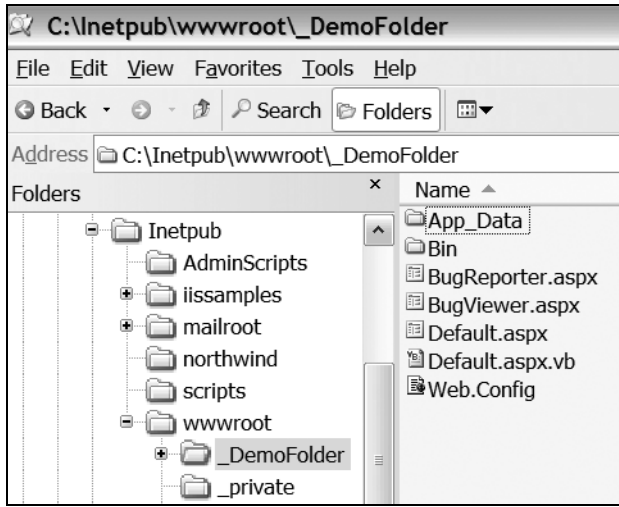 C:\Inetpub\wwwroot\_DemoFolder
File Edit View Favorites Tools Help
Back Search Folders
Address C:\Inetpub\wwwroot\_DemoFolder
Folders × Name
Inetpub
AdminScripts
iissamples
mailroot
northwind
scripts
wwwroot
_DemoFolder
_private
App_Data
Bin
BugReporter.aspx
BugViewer.aspx
Default.aspx
Default.aspx.vb
Web.Config